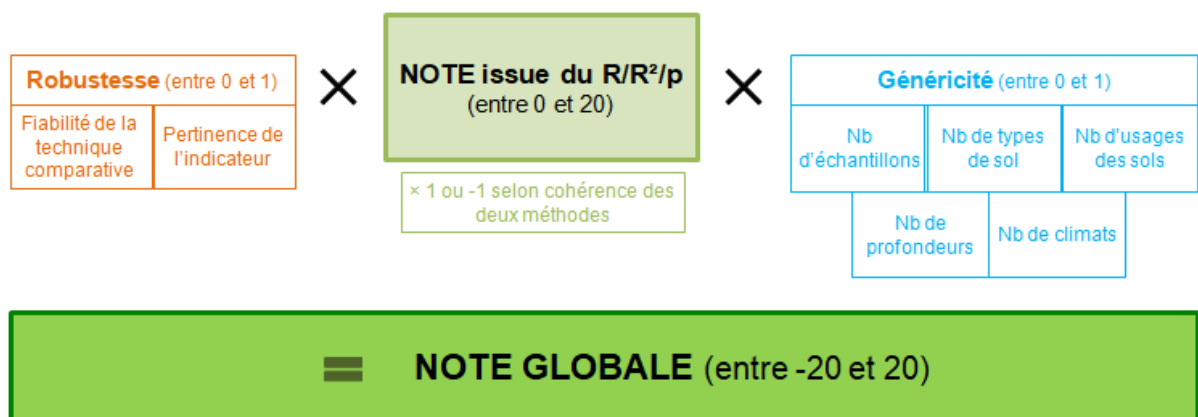 Robustesse (entre 0 et 1)
Fiabilité de la
technique
comparative
Pertinence de
l'indicateur
×
NOTE issue du R/R²/p
(entre 0 et 20)
× 1 ou -1 selon cohérence des
deux méthodes
×
Généricité (entre 0 et 1)
Nb
d'échantillons
Nb de types
de sol
Nb d'usages
des sols
Nb de
profondeurs
Nb de climats
= NOTE GLOBALE (entre -20 et 20)